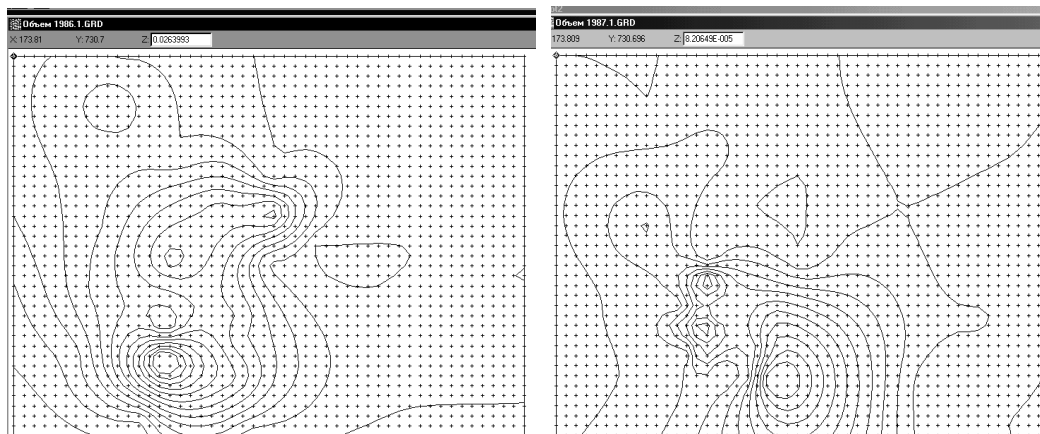 Объем 1986.1.GRD
X: 173.81 Y: 730.7 Z: 0.0263993
Объем 1987.1.GRD
173.809 Y: 730.696 Z: 8.20649E-005